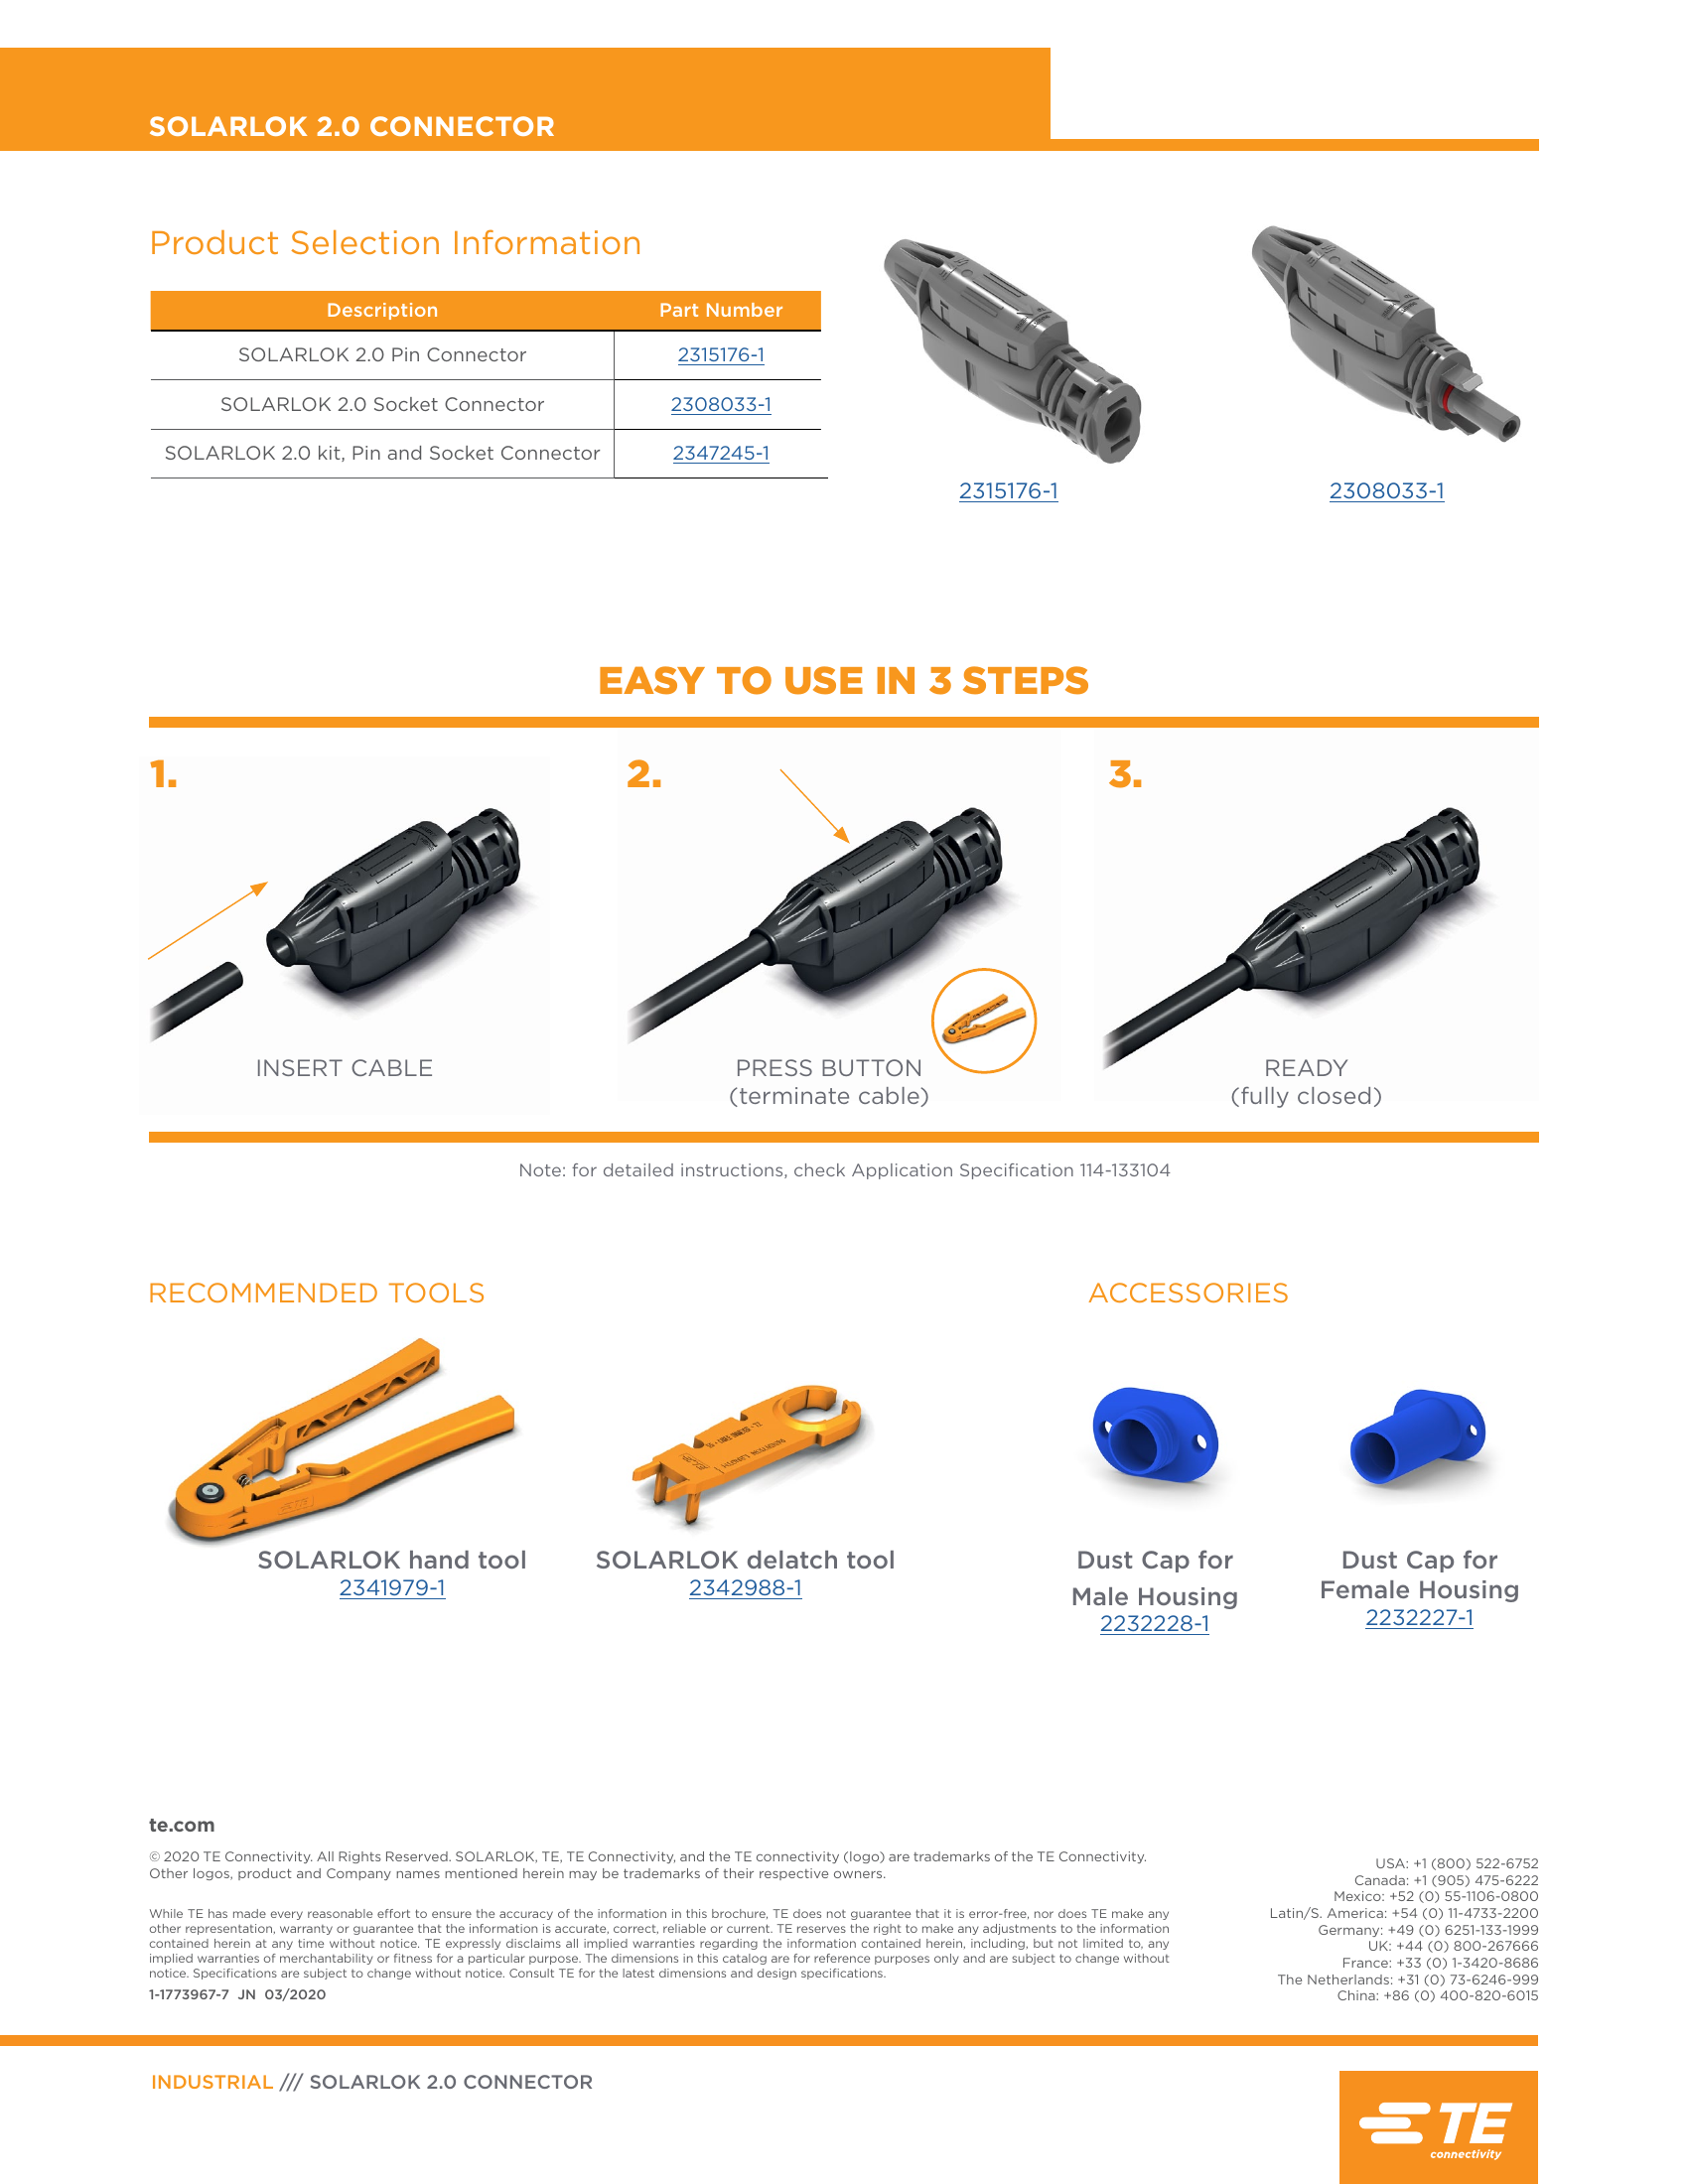 SOLARLOK 2.0 CONNECTOR
Product Selection Information
Description Part Number
SOLARLOK 2.0 Pin Connector 2315176-1
SOLARLOK 2.0 Socket Connector 2308033-1
SOLARLOK 2.0 kit, Pin and Socket Connector 2347245-1
2315176-1
2308033-1
EASY TO USE IN 3 STEPS
1.
2.
3.
INSERT CABLE
PRESS BUTTON
(terminate cable)
READY
(fully closed)
Note: for detailed instructions, check Application Specification 114-133104
RECOMMENDED TOOLS
SOLARLOK hand tool
2341979-1
SOLARLOK delatch tool
2342988-1
ACCESSORIES
Dust Cap for
Male Housing
2232228-1
Dust Cap for
Female Housing
2232227-1
te.com
© 2020 TE Connectivity. All Rights Reserved. SOLARLOK, TE, TE Connectivity, and the TE connectivity (logo) are trademarks of the TE Connectivity.
Other logos, product and Company names mentioned herein may be trademarks of their respective owners.
While TE has made every reasonable effort to ensure the accuracy of the information in this brochure, TE does not guarantee that it is error-free, nor does TE make any
other representation, warranty or guarantee that the information is accurate, correct, reliable or current. TE reserves the right to make any adjustments to the information
contained herein at any time without notice. TE expressly disclaims all implied warranties regarding the information contained herein, including, but not limited to, any
implied warranties of merchantability or fitness for a particular purpose. The dimensions in this catalog are for reference purposes only and are subject to change without
notice. Specifications are subject to change without notice. Consult TE for the latest dimensions and design specifications.
1-1773967-7 JN 03/2020
USA: +1 (800) 522-6752
Canada: +1 (905) 475-6222
Mexico: +52 (0) 55-1106-0800
Latin/S. America: +54 (0) 11-4733-2200
Germany: +49 (0) 6251-133-1999
UK: +44 (0) 800-267666
France: +33 (0) 1-3420-8686
The Netherlands: +31 (0) 73-6246-999
China: +86 (0) 400-820-6015
INDUSTRIAL /// SOLARLOK 2.0 CONNECTOR
TE
connectivity